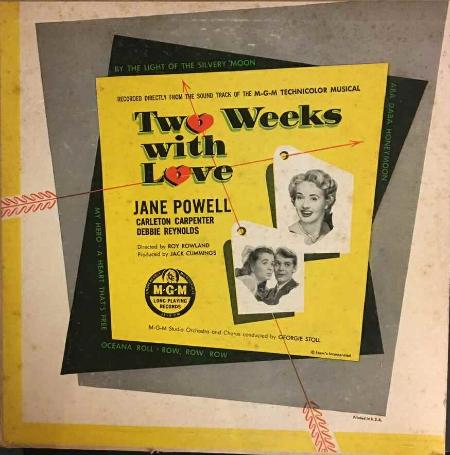 BY THE LIGHT OF THE SILVERY MOON
ABA DABA HONEYMOON
RECORDED DIRECTLY FROM THE SOUND TRACK OF THE M-G-M TECHNICOLOR MUSICAL
Two Weeks
with
Love
JANE POWELL
CARLETON CARPENTER
DEBBIE REYNOLDS
Directed by ROY ROWLAND
Produced by JACK CUMMINGS
M-G-M
LONG PLAYING
RECORDS
M-G-M Studio Orchestra and Chorus conducted by GEORGIE STOLL
© Loew's Incorporated
MY HERO · A HEART THAT'S FREE
OCEANA ROLL · ROW, ROW, ROW
Printed in U.S.A.